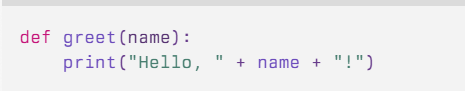 def greet(name):
    print("Hello, " + name + "!")